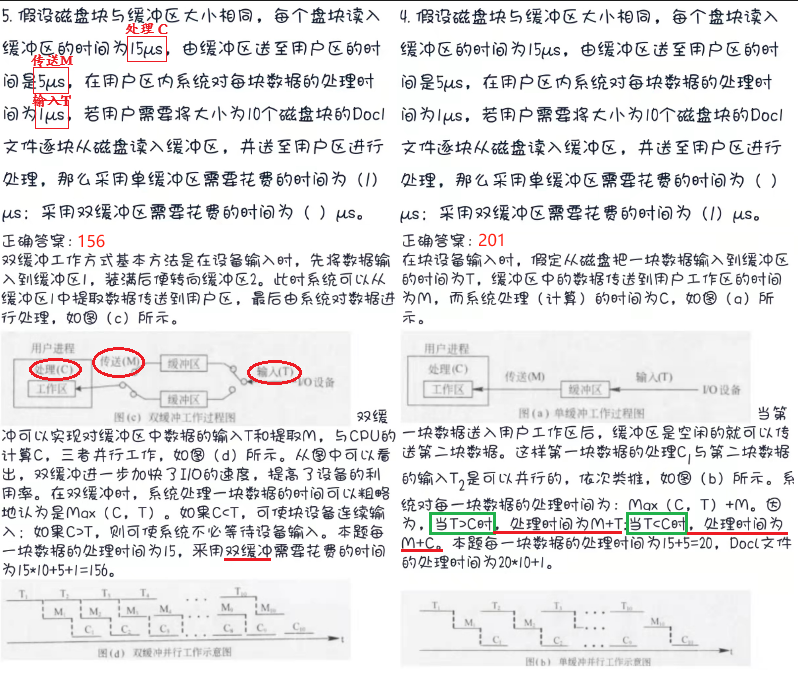 5. 假设磁盘块与缓冲区大小相同，每个盘块读入
处理 C
缓冲区的时间为15μs，由缓冲区送至用户区的时
传送M
间是5μs，在用户区内系统对每块数据的处理时
输入T
间为1μs，若用户需要将大小为10个磁盘块的Doc1
文件逐块从磁盘读入缓冲区，并送至用户区进行
处理，那么采用单缓冲区需要花费的时间为（1）
μs；采用双缓冲区需要花费的时间为（ ）μs。
正确答案：156
双缓冲工作方式基本方法是在设备输入时，先将数据输
入到缓冲区1，装满后便转向缓冲区2。此时系统可以从
缓冲区1中提取数据传送到用户区，最后由系统对数据进
行处理，如图（c）所示。
用户进程
处理(C)
工作区
传送(M)
缓冲区
缓冲区
输入(T)
I/O设备
图(c) 双缓冲工作过程图
双缓
冲可以实现对缓冲区中数据的输入T和提取M，与CPU的
计算C，三者并行工作，如图（d）所示。从图中可以看
出，双缓冲进一步加快了I/O的速度，提高了设备的利
用率。在双缓冲时，系统处理一块数据的时间可以粗略
地认为是Max（C，T）。如果C<T，可使块设备连续输
入；如果C>T，则可使系统不必等待设备输入。本题每
一块数据的处理时间为15，采用双缓冲需要花费的时间
为15*10+5+1=156。
T1 T2 T3 T4 ... T10
M1 M2 M3 M4 ... M9 M10
C1 C2 C3 ... C8 C9 C10
t
图(d) 双缓冲并行工作示意图
4. 假设磁盘块与缓冲区大小相同，每个盘块读入
缓冲区的时间为15μs，由缓冲区送至用户区的时
间是5μs，在用户区内系统对每块数据的处理时
间为1μs，若用户需要将大小为10个磁盘块的Doc1
文件逐块从磁盘读入缓冲区，并送至用户区进行
处理，那么采用单缓冲区需要花费的时间为（ ）
μs；采用双缓冲区需要花费的时间为（1）μs。
正确答案：201
在块设备输入时，假定从磁盘把一块数据输入到缓冲区
的时间为T，缓冲区中的数据传送到用户工作区的时间
为M，而系统处理（计算）的时间为C，如图（a）所
示。
用户进程
处理(C)
工作区
传送(M)
缓冲区
输入(T)
I/O设备
图(a) 单缓冲工作过程图
当第
一块数据送入用户工作区后，缓冲区是空闲的就可以传
送第二块数据。这样第一块数据的处理C1与第二块数据
的输入T2是可以并行的，依次类推，如图（b）所示。系
统对每一块数据的处理时间为：Max（C，T）+M。因
为，当T>C时，处理时间为M+T;当T<C时，处理时间为
M+C。本题每一块数据的处理时间为15+5=20，Doc1文件
的处理时间为20*10+1。
T1 T2 T3 ... T10
M1 M2 ... M10
C1 C2 ... C9 C10
t
图(b) 单缓冲并行工作示意图